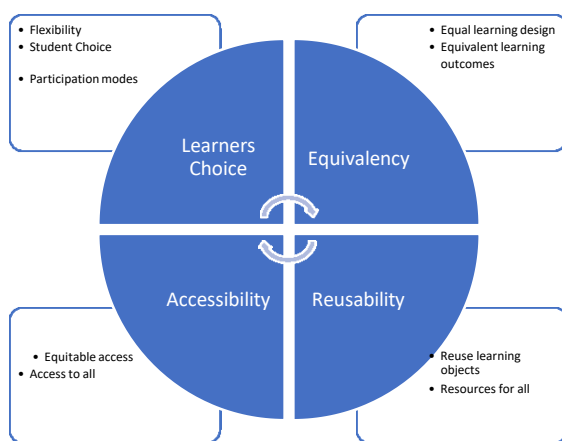 • Flexibility
• Student Choice
• Participation modes
• Equal learning design
• Equivalent learning
outcomes
Learners
Choice
Equivalency
Accessibility
Reusability
• Equitable access
• Access to all
• Reuse learning
objects
• Resources for all